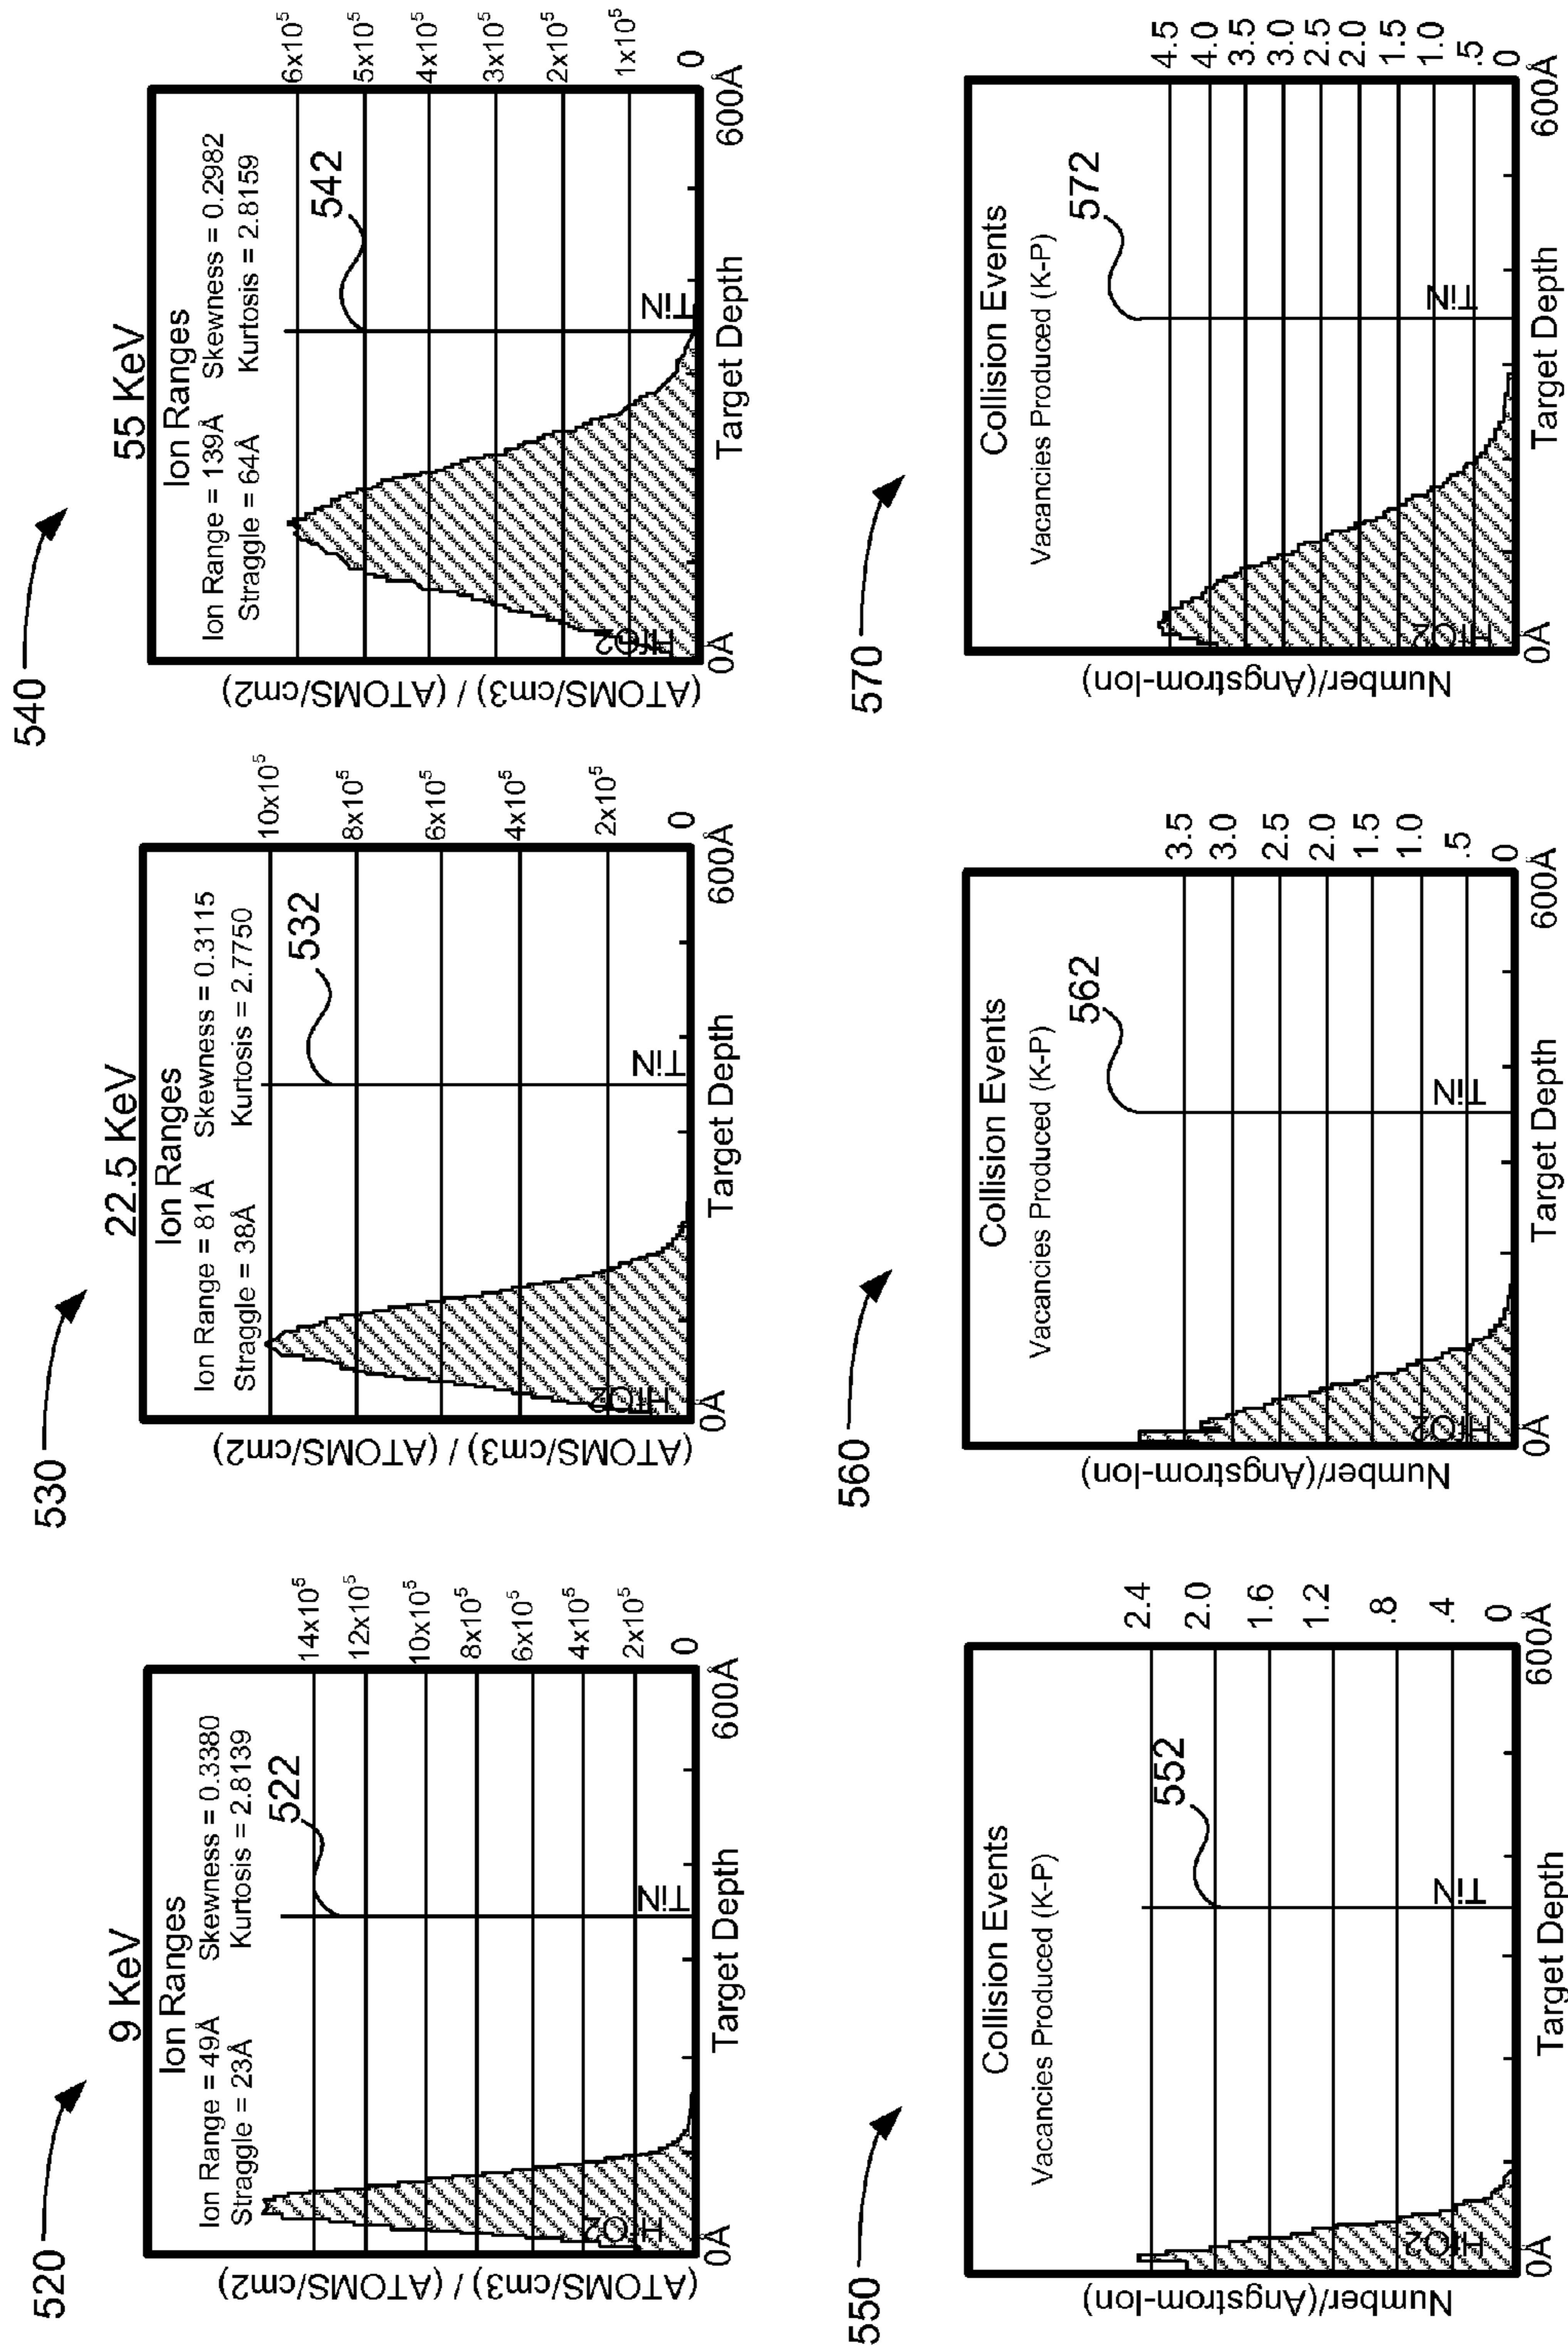 520
9 KeV
Ion Ranges
Ion Range = 49Å Skewness = 0.3380
Straggle = 23Å Kurtosis = 2.8139
522
14x10⁵
12x10⁵
10x10⁵
8x10⁵
6x10⁵
4x10⁵
2x10⁵
0
(ATOMS/cm3) / (ATOMS/cm2)
HfO2
TiN
0Å
600Å
Target Depth
530
22.5 KeV
Ion Ranges
Ion Range = 81Å Skewness = 0.3115
Straggle = 38Å Kurtosis = 2.7750
532
10x10⁵
8x10⁵
6x10⁵
4x10⁵
2x10⁵
0
(ATOMS/cm3) / (ATOMS/cm2)
HfO2
TiN
0Å
600Å
Target Depth
540
55 KeV
Ion Ranges
Ion Range = 139Å Skewness = 0.2982
Straggle = 64Å Kurtosis = 2.8159
542
6x10⁵
5x10⁵
4x10⁵
3x10⁵
2x10⁵
1x10⁵
0
(ATOMS/cm3) / (ATOMS/cm2)
HfO2
TiN
0Å
600Å
Target Depth
550
Collision Events
Vacancies Produced (K-P)
552
2.4
2.0
1.6
1.2
.8
.4
0
Number/(Angstrom-Ion)
HfO2
TiN
0Å
600Å
Target Depth
560
Collision Events
Vacancies Produced (K-P)
562
3.5
3.0
2.5
2.0
1.5
1.0
.5
0
Number/(Angstrom-Ion)
HfO2
TiN
0Å
600Å
Target Depth
570
Collision Events
Vacancies Produced (K-P)
572
4.5
4.0
3.5
3.0
2.5
2.0
1.5
1.0
.5
0
Number/(Angstrom-Ion)
HfO2
TiN
0Å
600Å
Target Depth